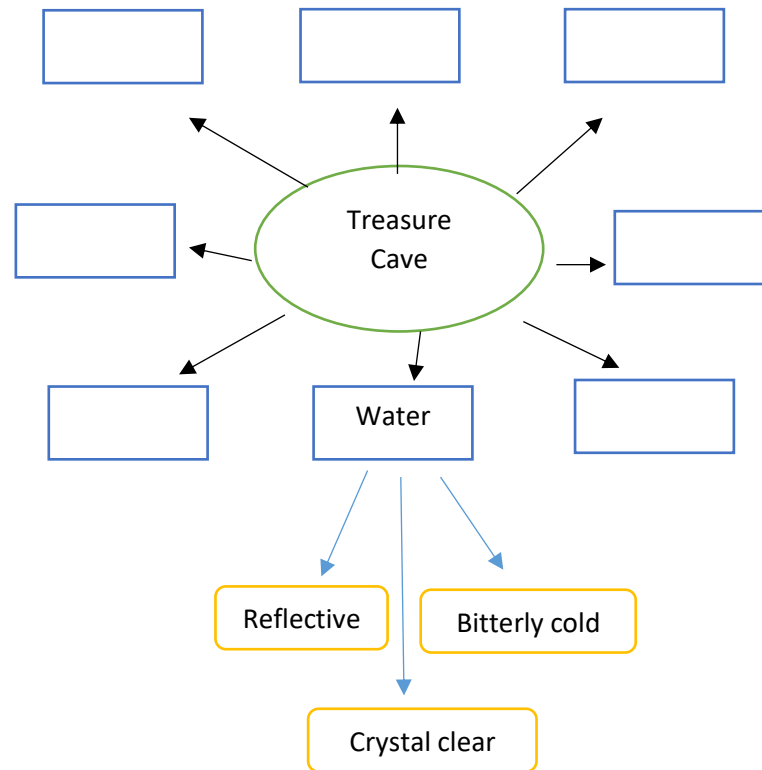 Treasure
Cave
Water
Reflective
Bitterly cold
Crystal clear